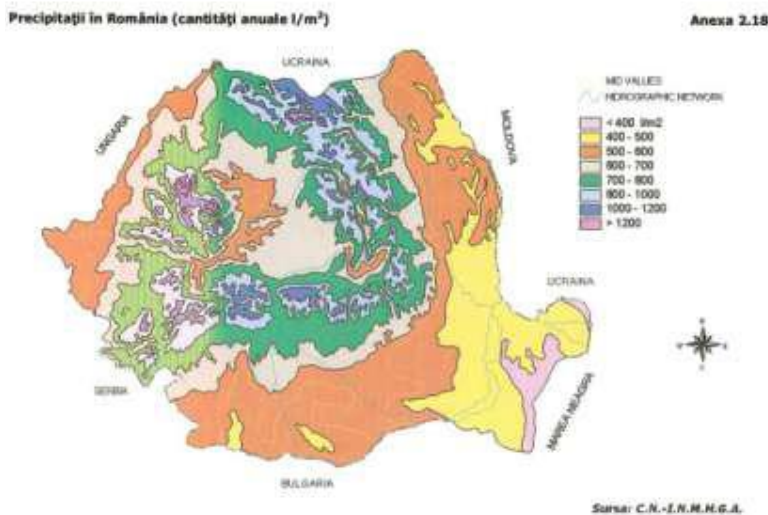 Precipitaţii în România (cantităţi anuale l/m²)
Anexa 2.18
UCRAINA
UNGARIA
MOLDOVA
MID VALUES
HIDROGRAPHIC NETWORK
< 400 l/m2
400 - 500
500 - 600
600 - 700
700 - 800
800 - 1000
1000 - 1200
> 1200
UCRAINA
SERBIA
MAREA NEAGRA
BULGARIA
Sursa: C.N.-I.N.M.H.G.A.